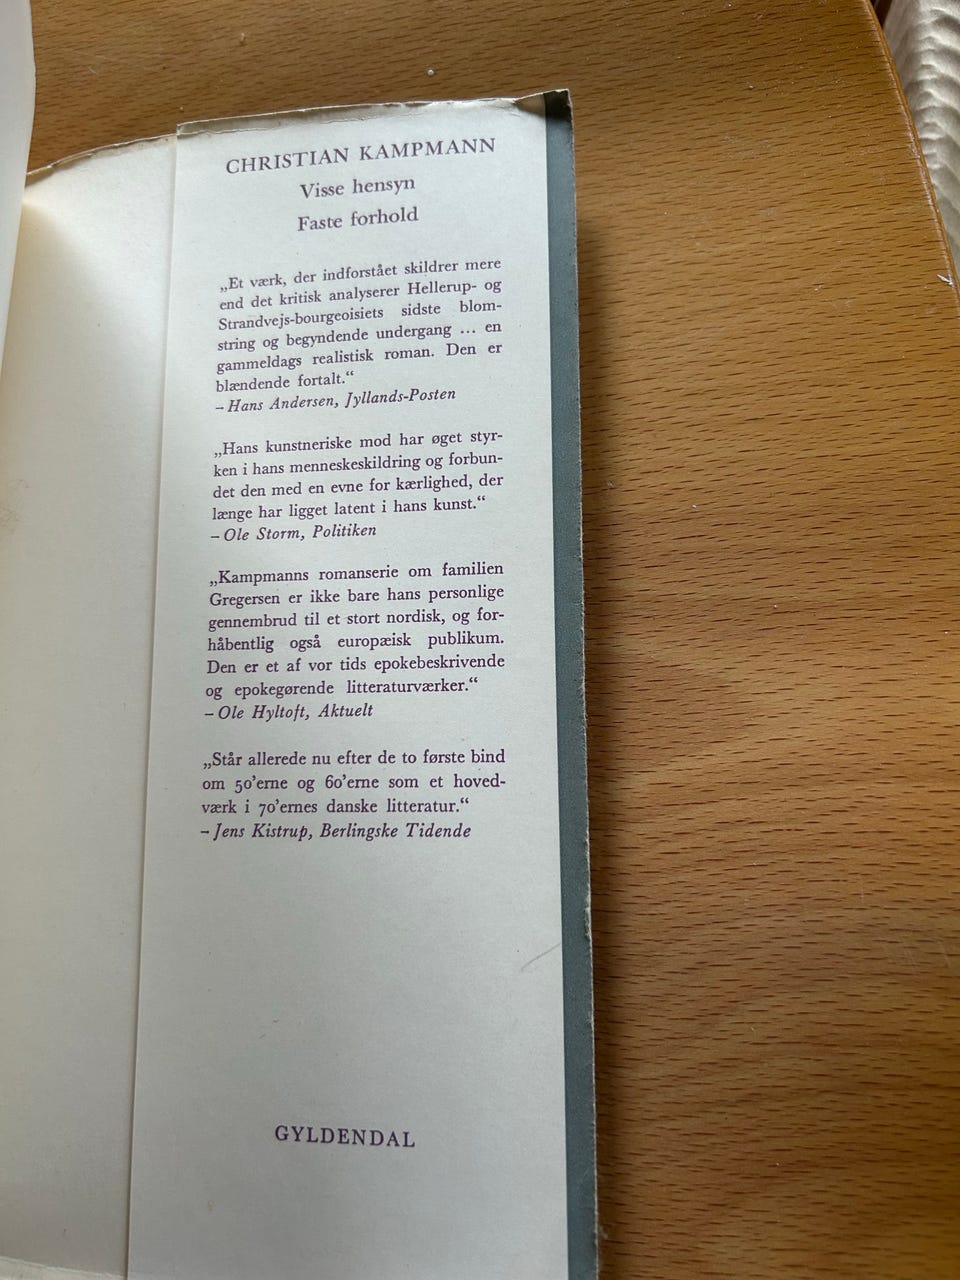 CHRISTIAN KAMPMANN
Visse hensyn
Faste forhold
„Et værk, der indforstået skildrer mere
end det kritisk analyserer Hellerup- og
Strandvejs-bourgeoisiets sidste blom-
string og begyndende undergang ... en
gammeldags realistisk roman. Den er
blændende fortalt.“
– Hans Andersen, Jyllands-Posten
„Hans kunstneriske mod har øget styr-
ken i hans menneskeskildring og forbun-
det den med en evne for kærlighed, der
længe har ligget latent i hans kunst.“
– Ole Storm, Politiken
„Kampmanns romanserie om familien
Gregersen er ikke bare hans personlige
gennembrud til et stort nordisk, og for-
håbentlig også europæisk publikum.
Den er et af vor tids epokebeskrivende
og epokegørende litteraturværker.“
– Ole Hyltoft, Aktuelt
„Står allerede nu efter de to første bind
om 50’erne og 60’erne som et hoved-
værk i 70’ernes danske litteratur.“
– Jens Kistrup, Berlingske Tidende
GYLDENDAL